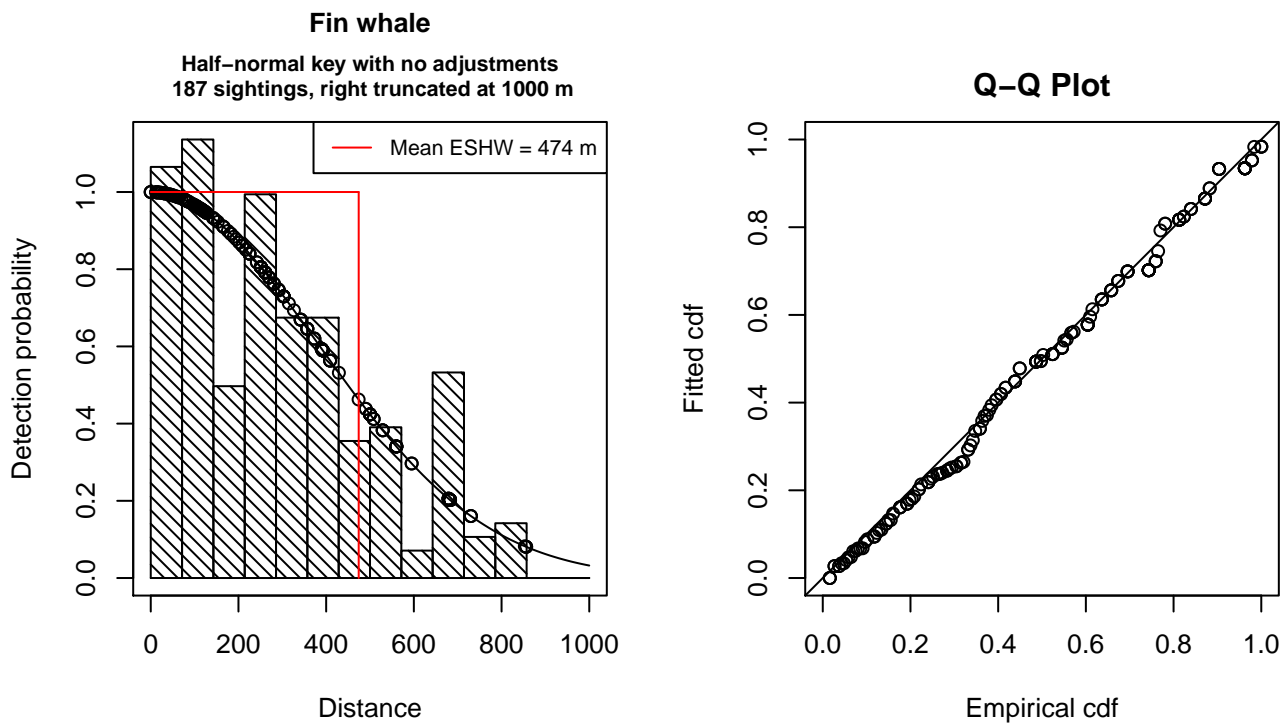 Fin whale
Half−normal key with no adjustments
187 sightings, right truncated at 1000 m
Mean ESHW = 474 m
Detection probability
0.0 0.2 0.4 0.6 0.8 1.0
0 200 400 600 800 1000
Distance
Q−Q Plot
Fitted cdf
0.0 0.2 0.4 0.6 0.8 1.0
0.0 0.2 0.4 0.6 0.8 1.0
Empirical cdf